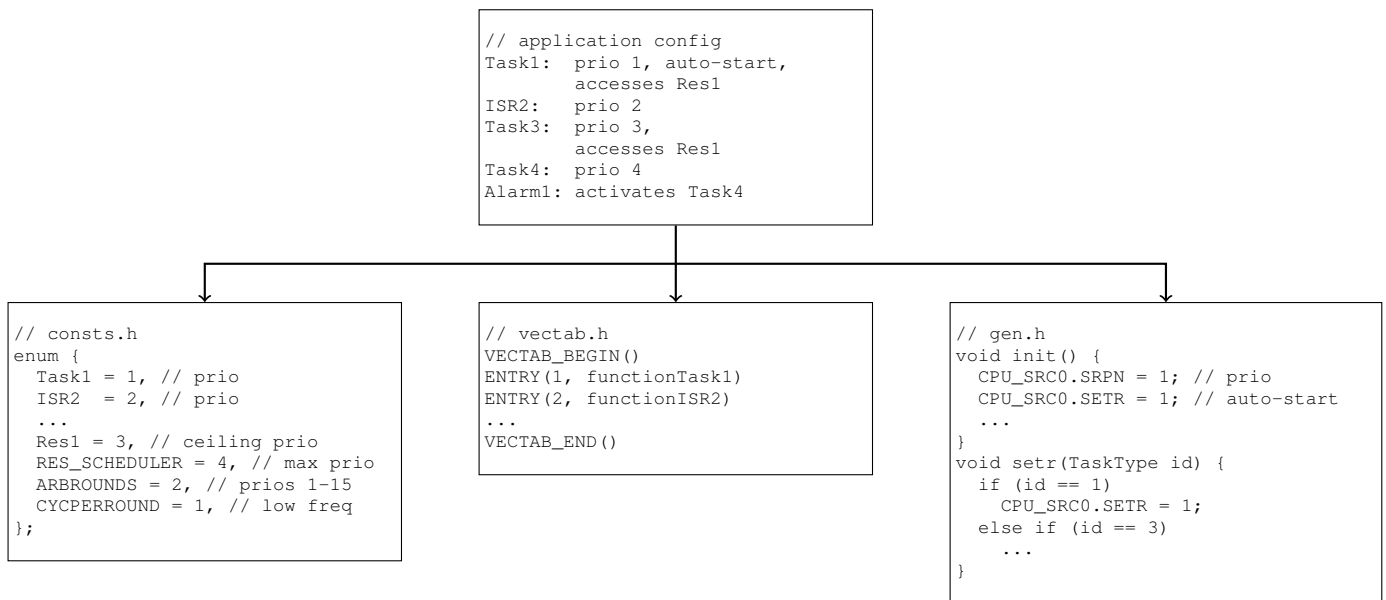 // application config
Task1:  prio 1, auto-start,
        accesses Res1
ISR2:   prio 2
Task3:  prio 3,
        accesses Res1
Task4:  prio 4
Alarm1: activates Task4
// consts.h
enum {
  Task1 = 1, // prio
  ISR2  = 2, // prio
  ...
  Res1 = 3, // ceiling prio
  RES_SCHEDULER = 4, // max prio
  ARBROUNDS = 2, // prios 1-15
  CYCPERROUND = 1, // low freq
};
// vectab.h
VECTAB_BEGIN()
ENTRY(1, functionTask1)
ENTRY(2, functionISR2)
...
VECTAB_END()
// gen.h
void init() {
  CPU_SRC0.SRPN = 1; // prio
  CPU_SRC0.SETR = 1; // auto-start
  ...
}
void setr(TaskType id) {
  if (id == 1)
    CPU_SRC0.SETR = 1;
  else if (id == 3)
    ...
}